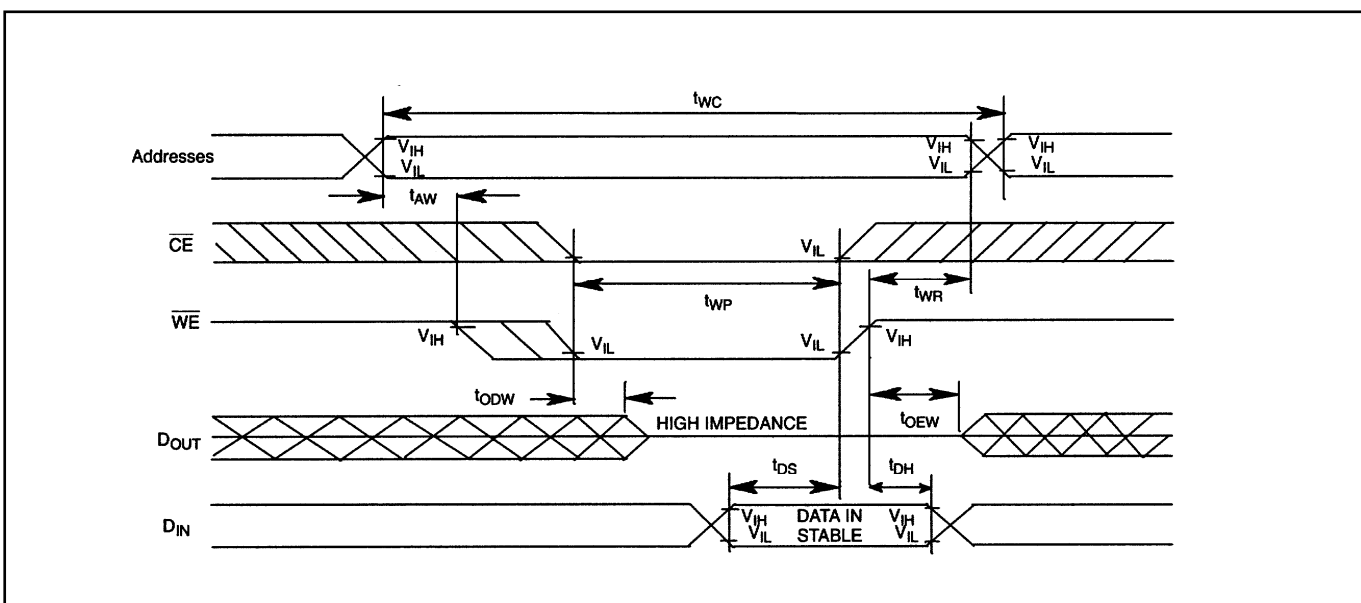 tWC
Addresses
VIH
VIL
VIH
VIL
VIH
VIL
tAW
CE
VIL
tWP
tWR
WE
VIH
VIL
VIL
VIH
tODW
tOEW
DOUT
HIGH IMPEDANCE
tDS
tDH
DIN
VIH
VIL
DATA IN
STABLE
VIH
VIL